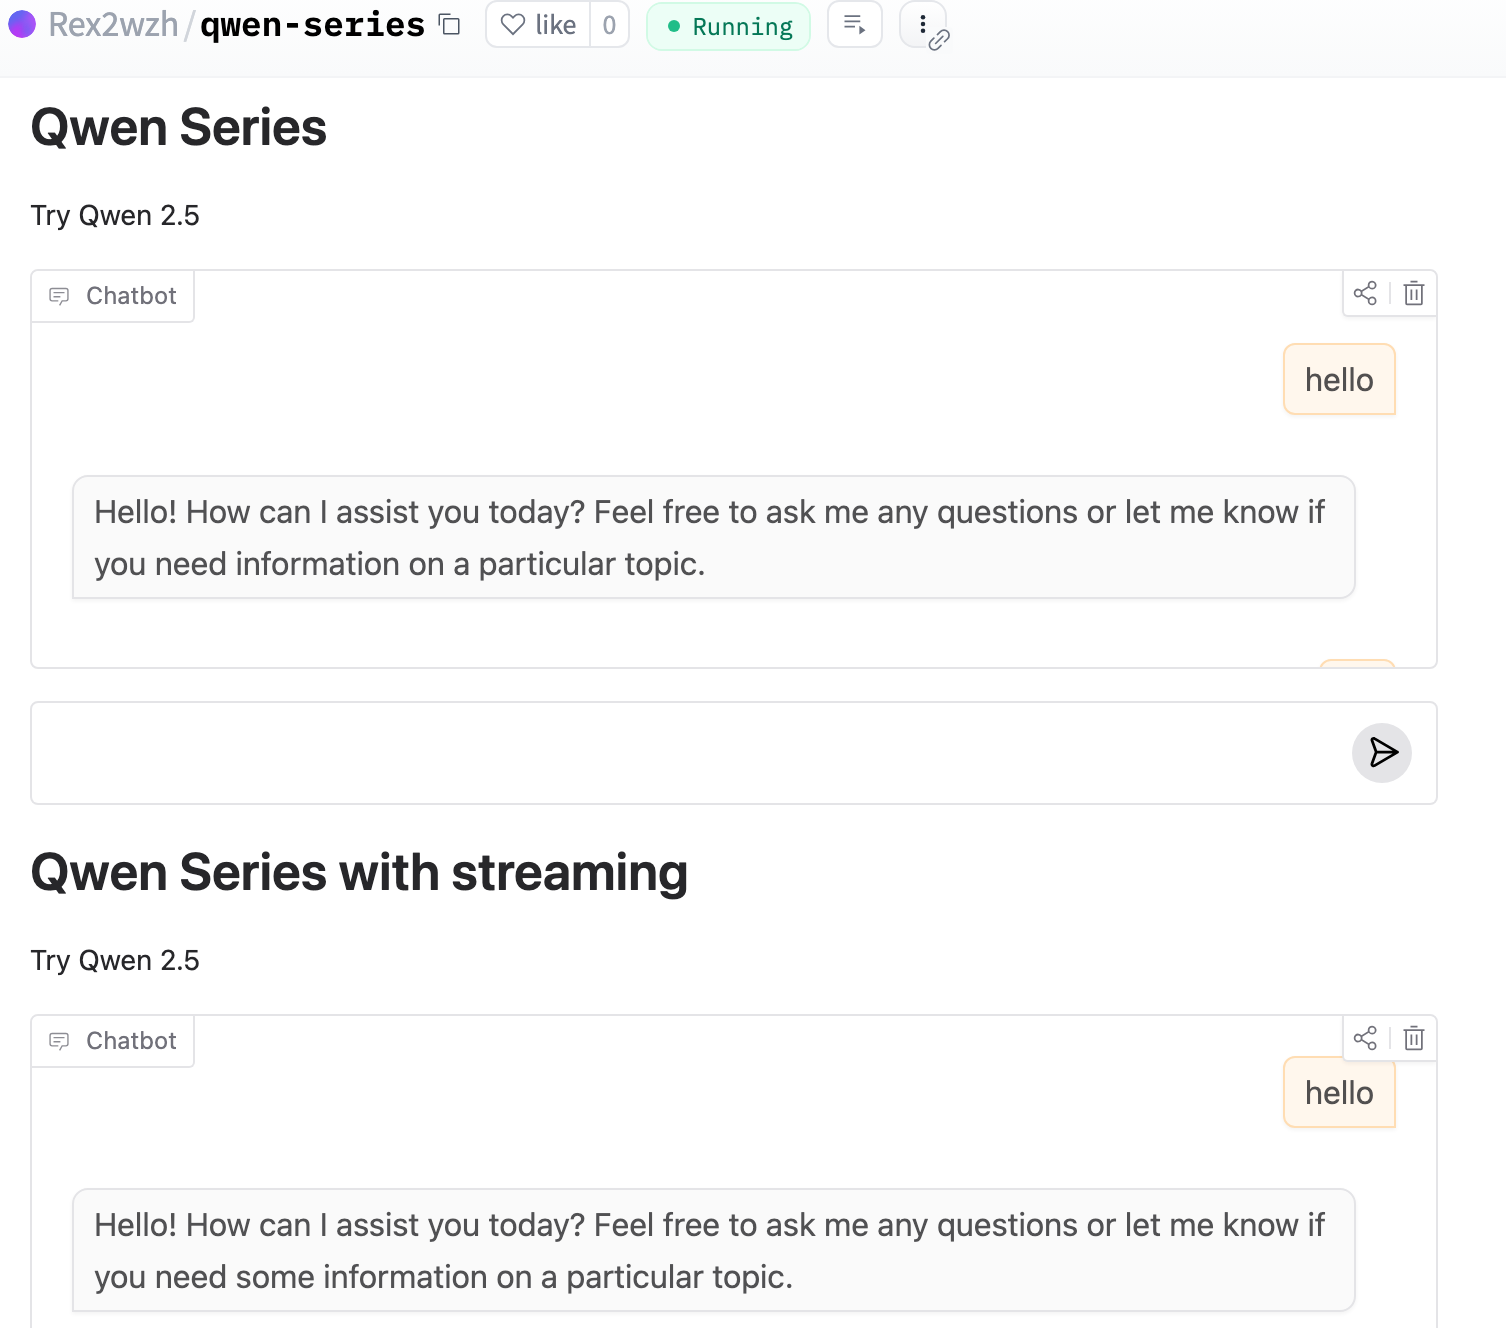 Rex2wzh/qwen-series like 0 Running
Qwen Series
Try Qwen 2.5
Chatbot
hello
Hello! How can I assist you today? Feel free to ask me any questions or let me know if
you need information on a particular topic.
Qwen Series with streaming
Try Qwen 2.5
Chatbot
hello
Hello! How can I assist you today? Feel free to ask me any questions or let me know if
you need some information on a particular topic.